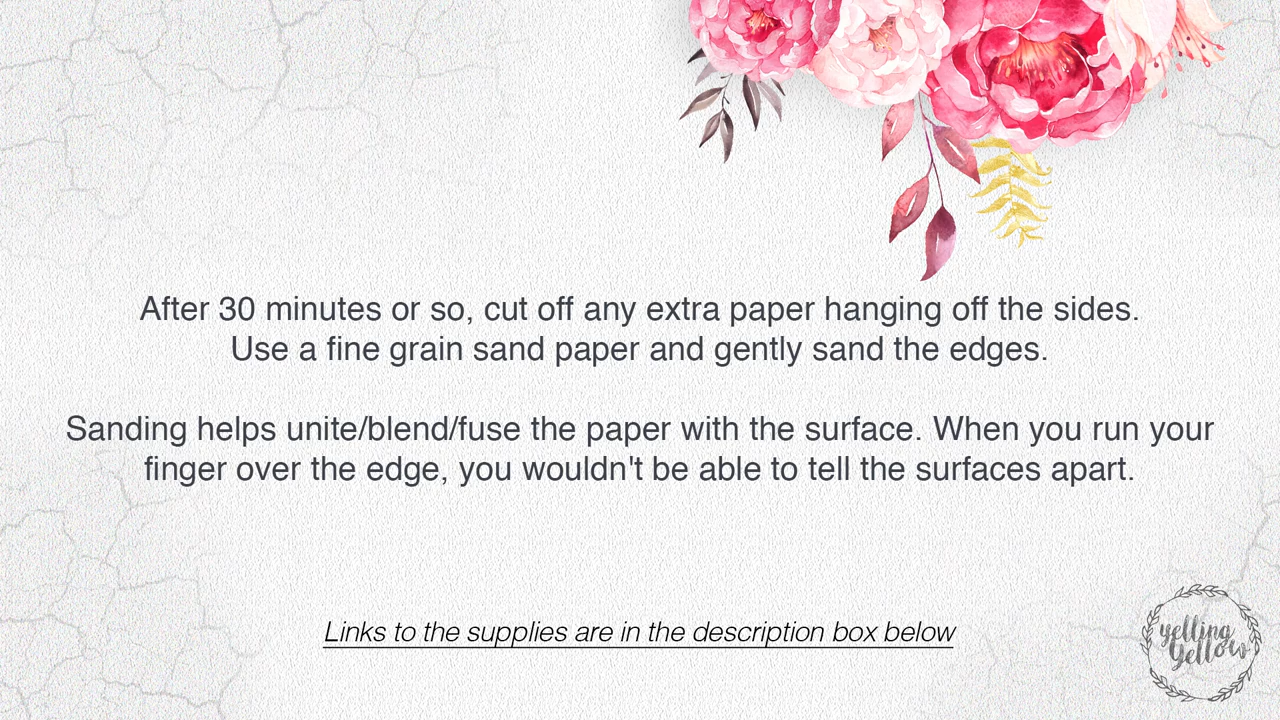 After 30 minutes or so, cut off any extra paper hanging off the sides.
Use a fine grain sand paper and gently sand the edges.
Sanding helps unite/blend/fuse the paper with the surface. When you run your
finger over the edge, you wouldn't be able to tell the surfaces apart.
Links to the supplies are in the description box below
yelling
yellow